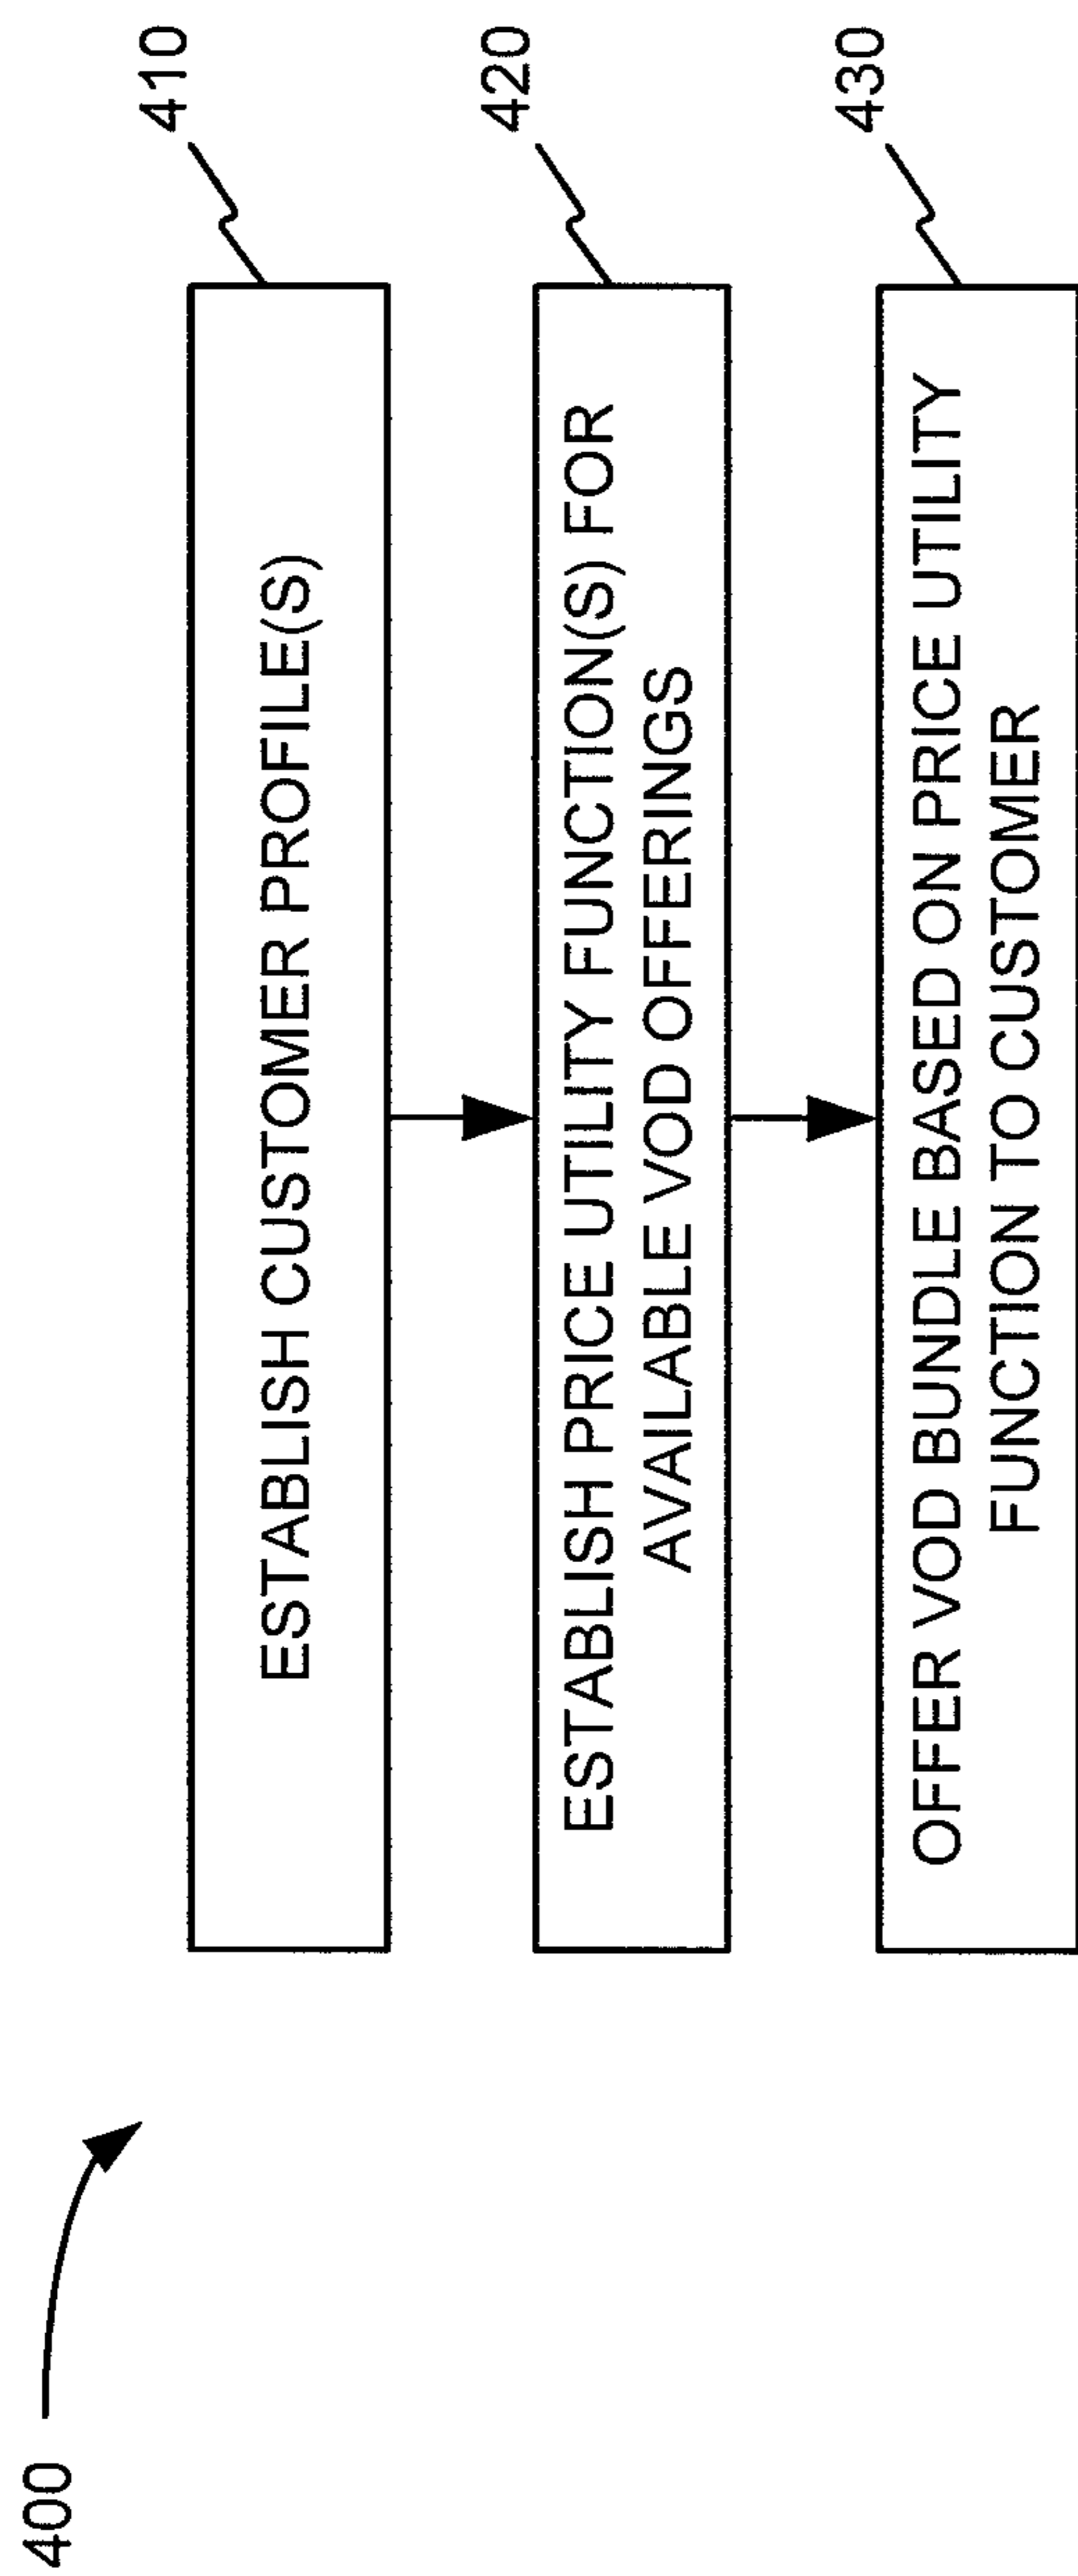 400
410
ESTABLISH CUSTOMER PROFILE(S)
420
ESTABLISH PRICE UTILITY FUNCTION(S) FOR
AVAILABLE VOD OFFERINGS
430
OFFER VOD BUNDLE BASED ON PRICE UTILITY
FUNCTION TO CUSTOMER